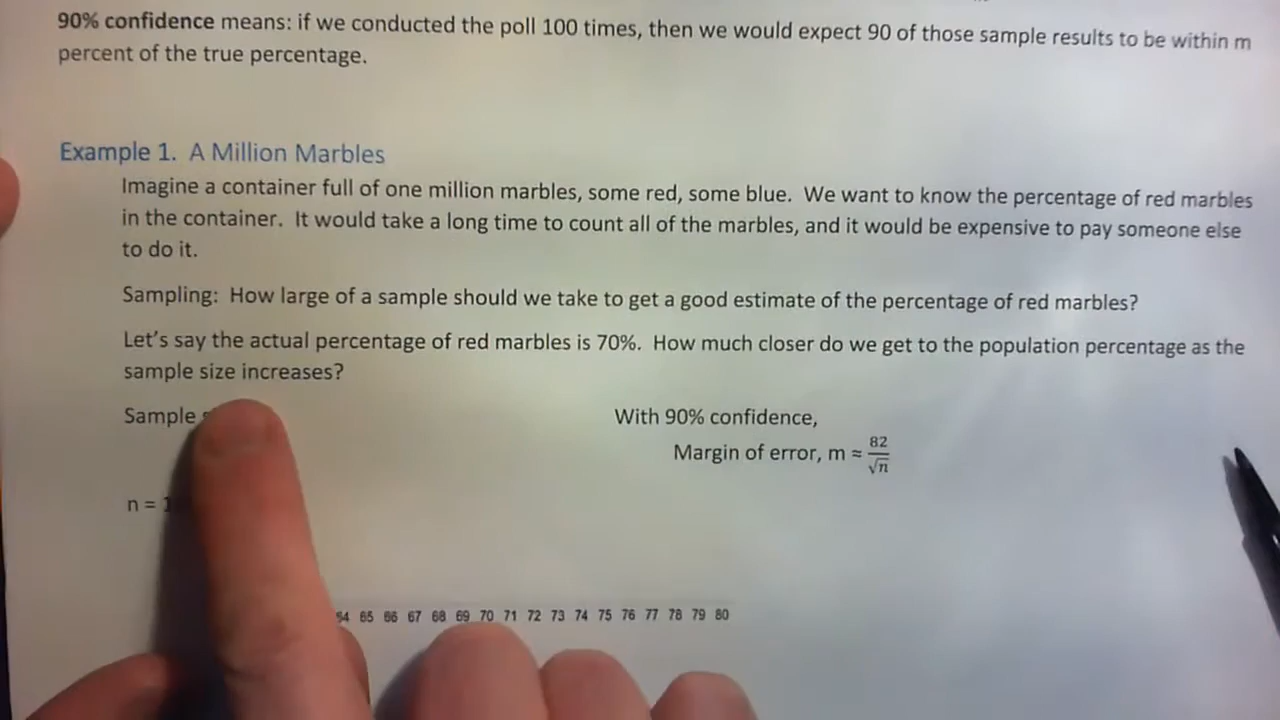 90% confidence means: if we conducted the poll 100 times, then we would expect 90 of those sample results to be within m
percent of the true percentage.
Example 1. A Million Marbles
Imagine a container full of one million marbles, some red, some blue. We want to know the percentage of red marbles
in the container. It would take a long time to count all of the marbles, and it would be expensive to pay someone else
to do it.
Sampling: How large of a sample should we take to get a good estimate of the percentage of red marbles?
Let's say the actual percentage of red marbles is 70%. How much closer do we get to the population percentage as the
sample size increases?
Sample
With 90% confidence,
Margin of error, m ≈ 82/√n
n =
64 65 66 67 68 69 70 71 72 73 74 75 76 77 78 79 80